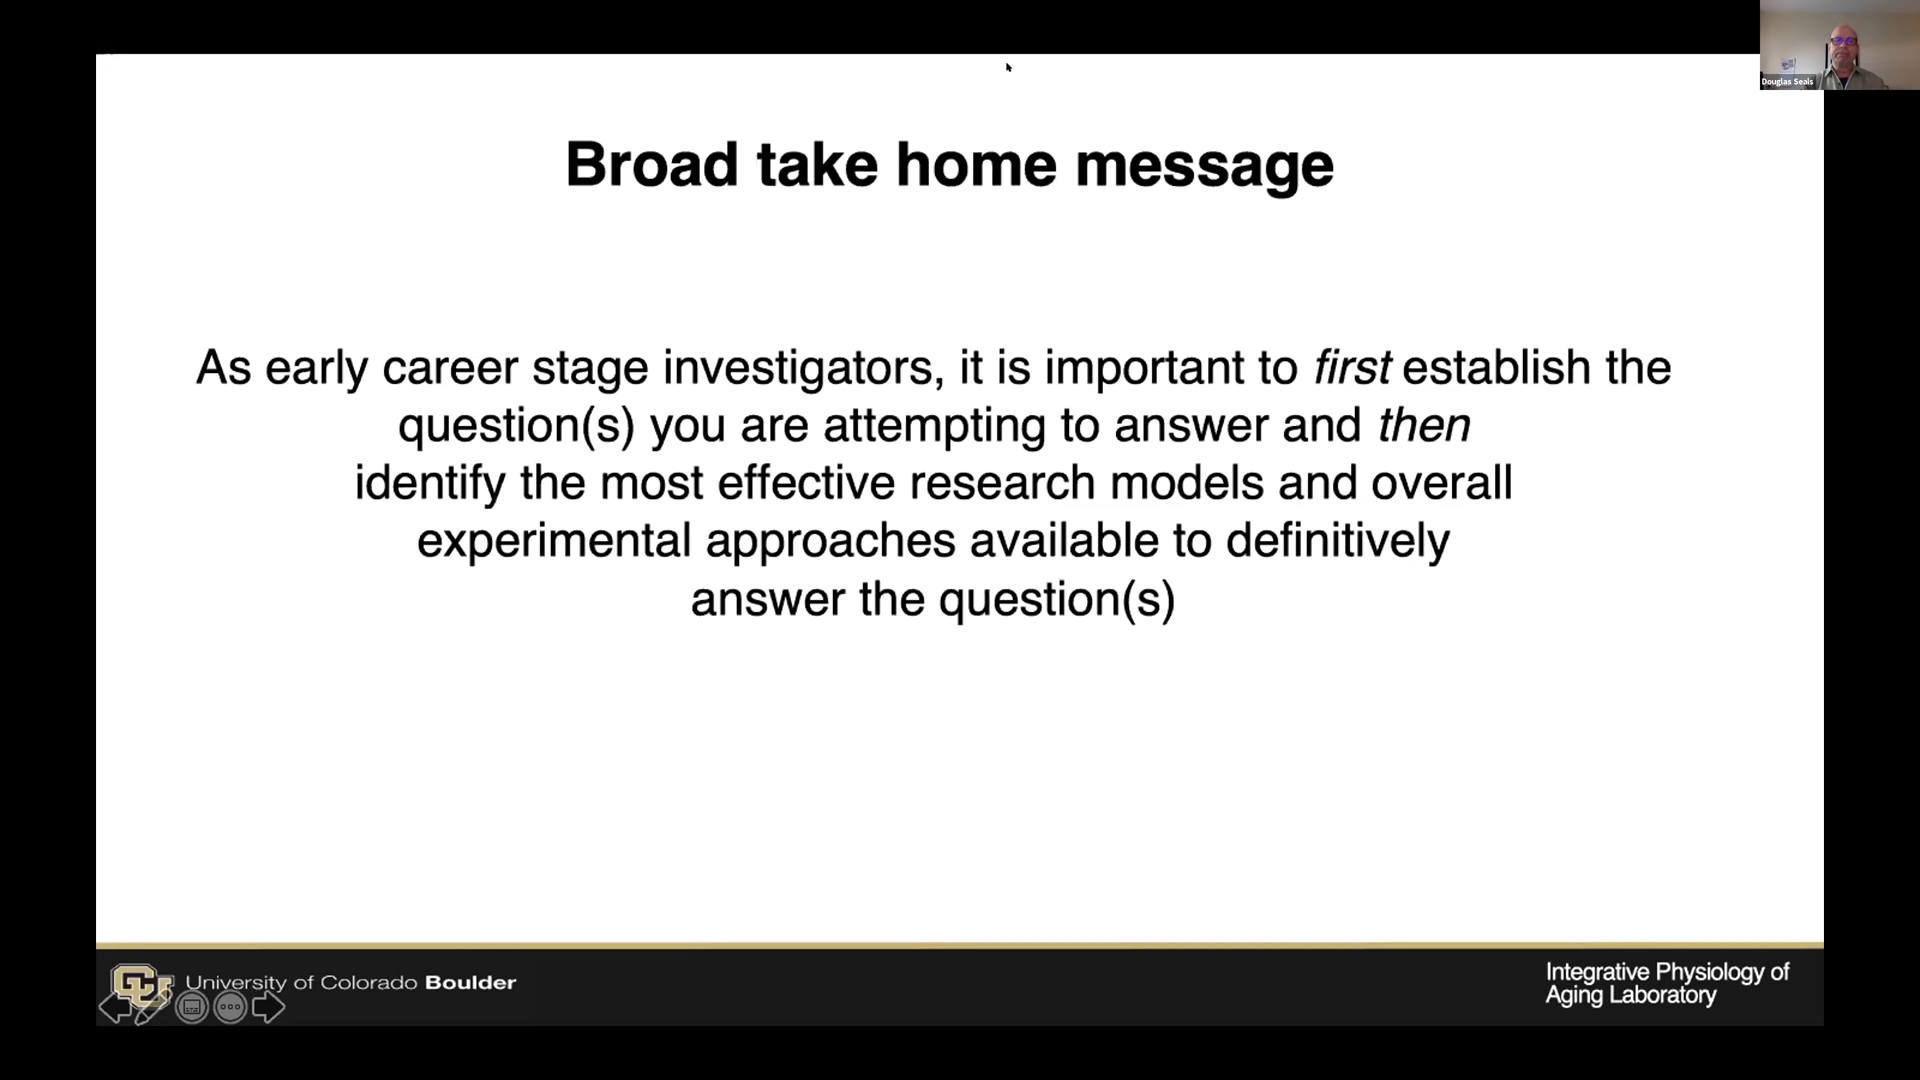 Douglas Seals
Broad take home message
As early career stage investigators, it is important to first establish the
question(s) you are attempting to answer and then
identify the most effective research models and overall
experimental approaches available to definitively
answer the question(s)
CU
University of Colorado Boulder
Integrative Physiology of
Aging Laboratory